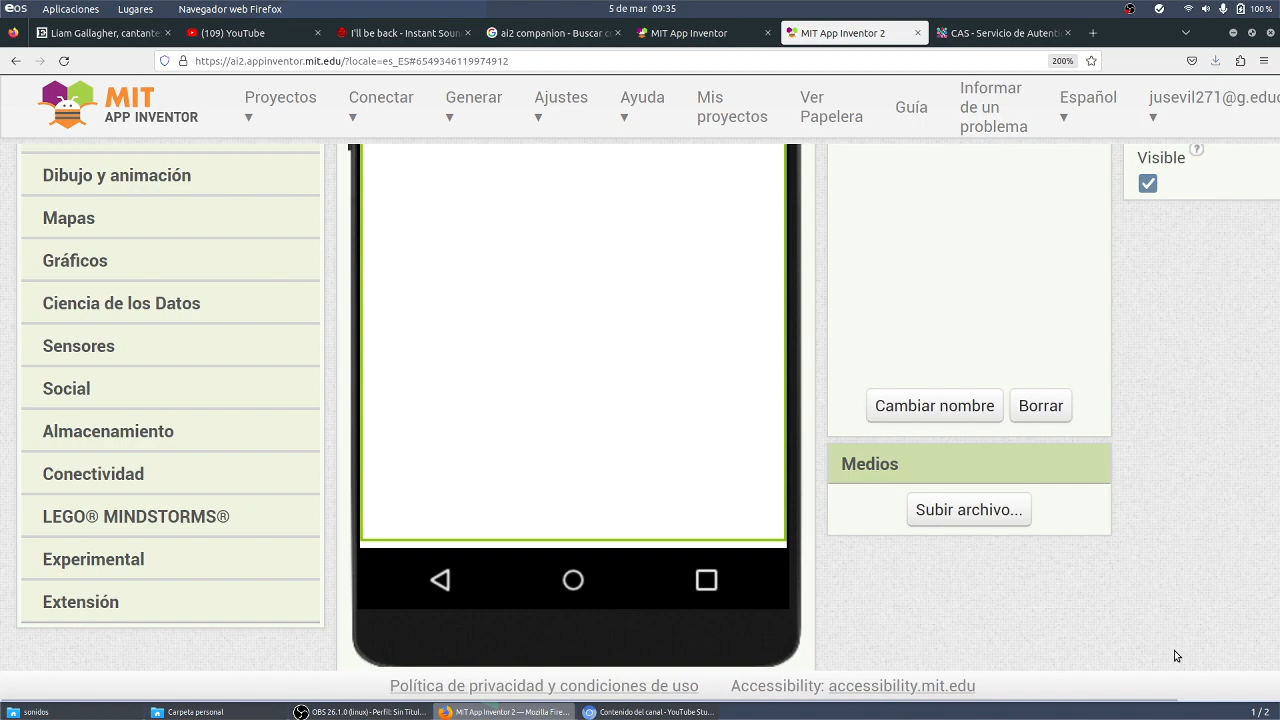 Aplicaciones Lugares Navegador web Firefox 5 de mar 09:35 100 %
(110) YouTube
I'll be back - Instant Soun
ai2 companion - Buscar co
MIT App Inventor
MIT App Inventor 2
CAS - Servicio de Autenti
https://ai2.appinventor.mit.edu/?locale=es_ES#6549346119974912 200%
MIT
APP INVENTOR
Proyectos ▼
Conectar ▼
Generar ▼
Ajustes ▼
Ayuda ▼
Mis
proyectos
Ver
Papelera
Guía
Informar
de un
problema
Español ▼
jusevil271@g.educ ▼
Dibujo y animación
Mapas
Gráficos
Ciencia de los Datos
Sensores
Social
Almacenamiento
Conectividad
LEGO® MINDSTORMS®
Experimental
Extensión
Cambiar nombre Borrar
Medios
Subir archivo...
Visible ?
Política de privacidad y condiciones de uso Accessibility: accessibility.mit.edu
sonidos Carpeta personal OBS 26.1.0 (linux) - Perfil: Sin Titul... MIT App Inventor 2 — Mozilla Fire... Contenido del canal - YouTube Stu... 1 / 2